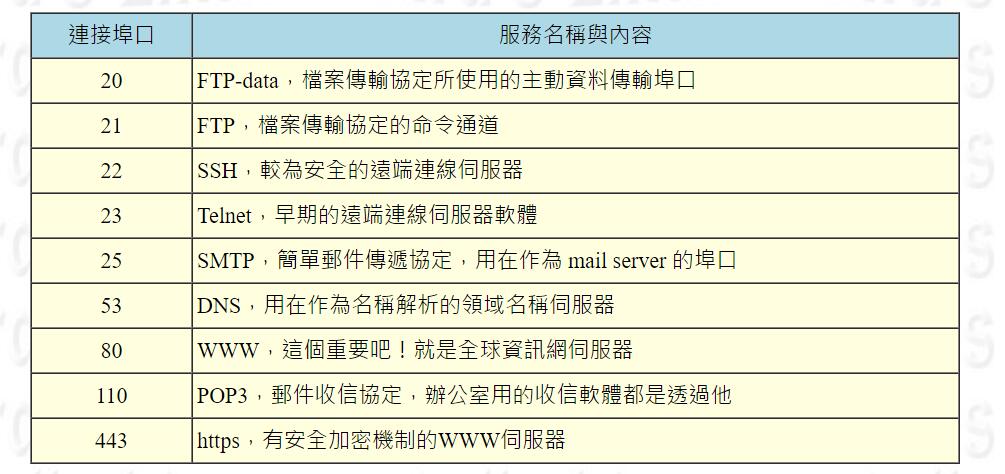 連接埠口 服務名稱與內容
20 FTP-data，檔案傳輸協定所使用的主動資料傳輸埠口
21 FTP，檔案傳輸協定的命令通道
22 SSH，較為安全的遠端連線伺服器
23 Telnet，早期的遠端連線伺服器軟體
25 SMTP，簡單郵件傳遞協定，用在作為 mail server 的埠口
53 DNS，用在作為名稱解析的領域名稱伺服器
80 WWW，這個重要吧！就是全球資訊網伺服器
110 POP3，郵件收信協定，辦公室用的收信軟體都是透過他
443 https，有安全加密機制的WWW伺服器